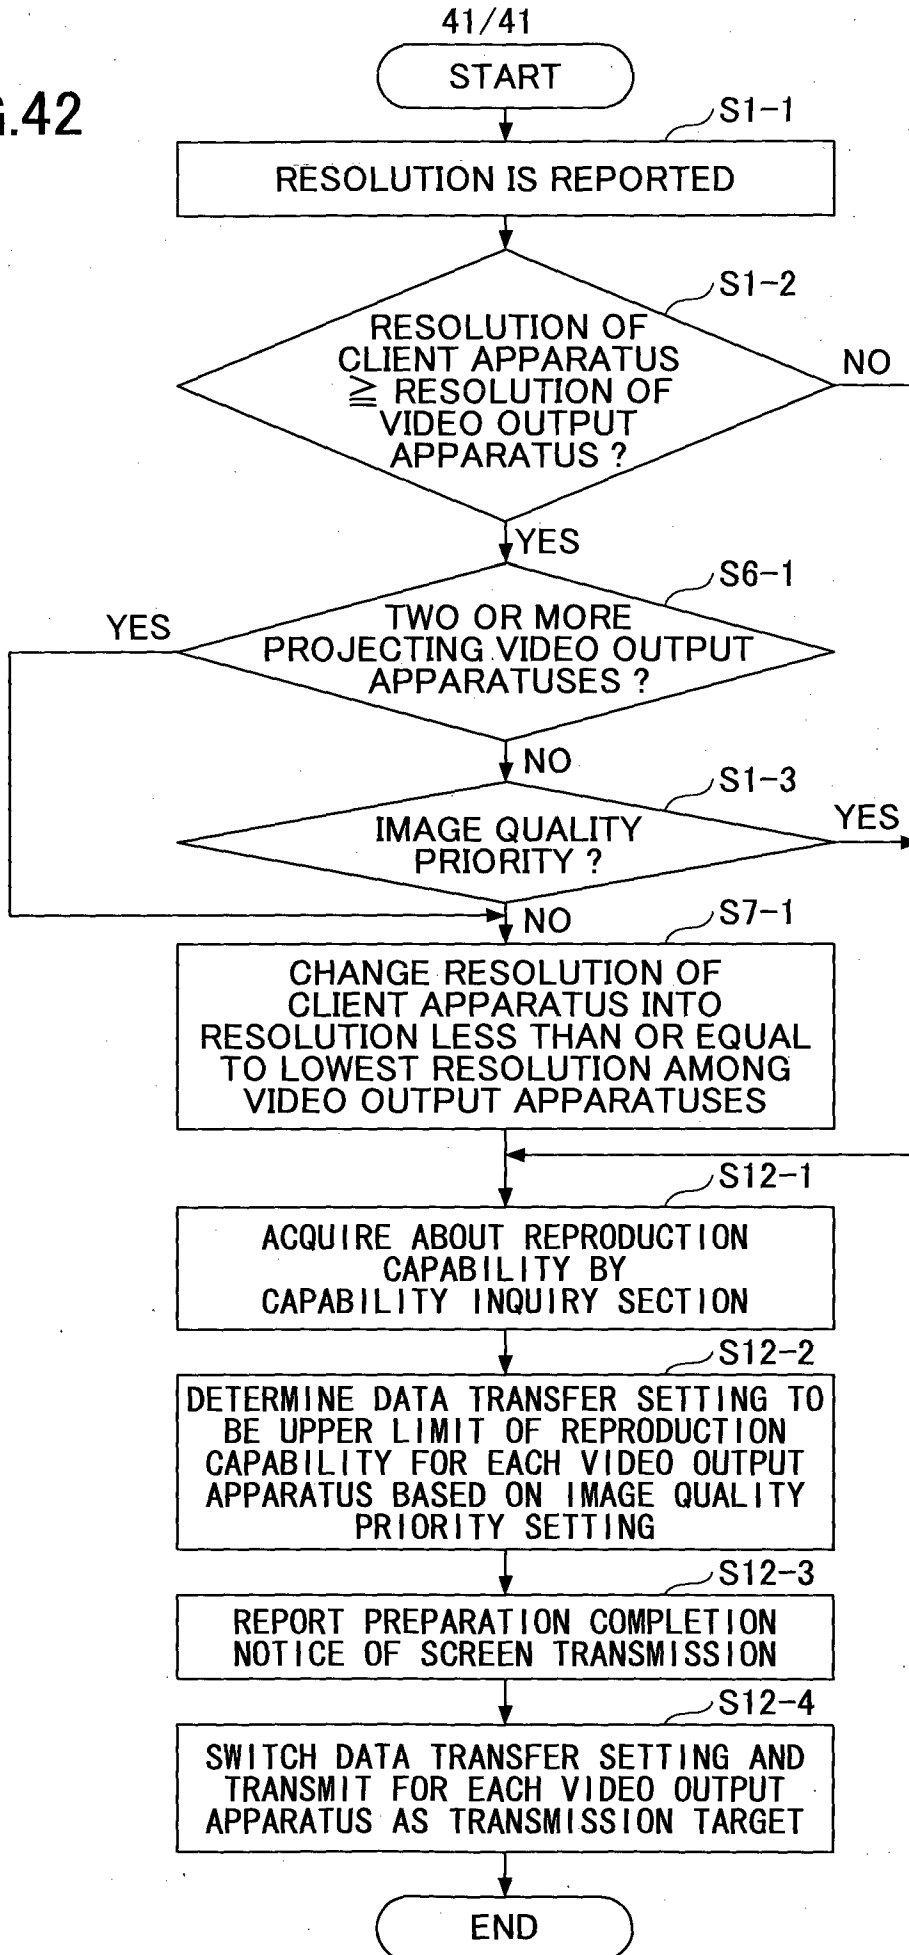 41/41
G.42
START
S1-1
RESOLUTION IS REPORTED
S1-2
RESOLUTION OF
CLIENT APPARATUS
≧ RESOLUTION OF
VIDEO OUTPUT
APPARATUS ?
NO
YES
S6-1
TWO OR MORE
PROJECTING VIDEO OUTPUT
APPARATUSES ?
YES
NO
S1-3
IMAGE QUALITY
PRIORITY ?
YES
NO
S7-1
CHANGE RESOLUTION OF
CLIENT APPARATUS INTO
RESOLUTION LESS THAN OR EQUAL
TO LOWEST RESOLUTION AMONG
VIDEO OUTPUT APPARATUSES
S12-1
ACQUIRE ABOUT REPRODUCTION
CAPABILITY BY
CAPABILITY INQUIRY SECTION
S12-2
DETERMINE DATA TRANSFER SETTING TO
BE UPPER LIMIT OF REPRODUCTION
CAPABILITY FOR EACH VIDEO OUTPUT
APPARATUS BASED ON IMAGE QUALITY
PRIORITY SETTING
S12-3
REPORT PREPARATION COMPLETION
NOTICE OF SCREEN TRANSMISSION
S12-4
SWITCH DATA TRANSFER SETTING AND
TRANSMIT FOR EACH VIDEO OUTPUT
APPARATUS AS TRANSMISSION TARGET
END